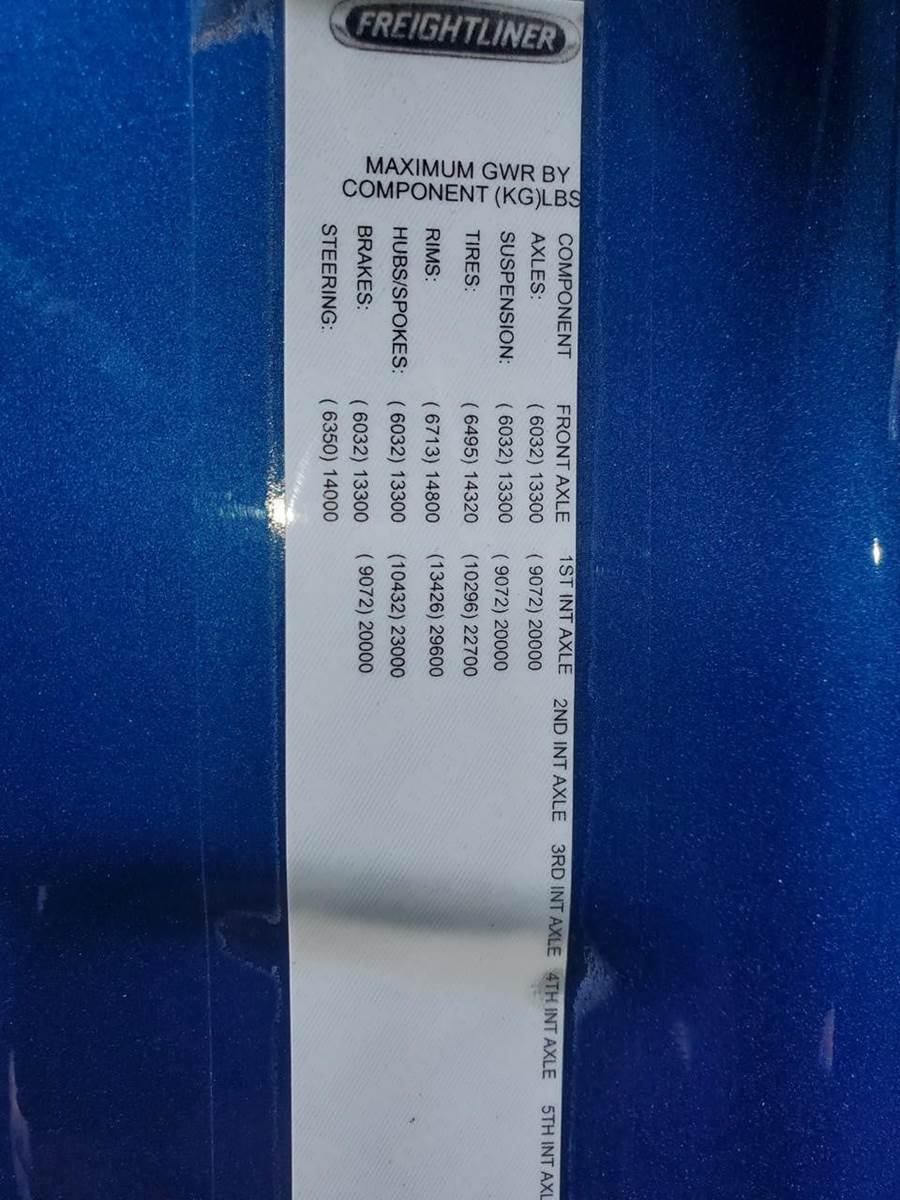 FREIGHTLINER
MAXIMUM GWR BY
COMPONENT (KG)LBS
COMPONENT FRONT AXLE 1ST INT AXLE 2ND INT AXLE 3RD INT AXLE 4TH INT AXLE 5TH INT AXL
AXLES: ( 6032) 13300 ( 9072) 20000
SUSPENSION: ( 6032) 13300 ( 9072) 20000
TIRES: ( 6495) 14320 (10296) 22700
RIMS: ( 6713) 14800 (13426) 29600
HUBS/SPOKES: ( 6032) 13300 (10432) 23000
BRAKES: ( 6032) 13300 ( 9072) 20000
STEERING: ( 6350) 14000